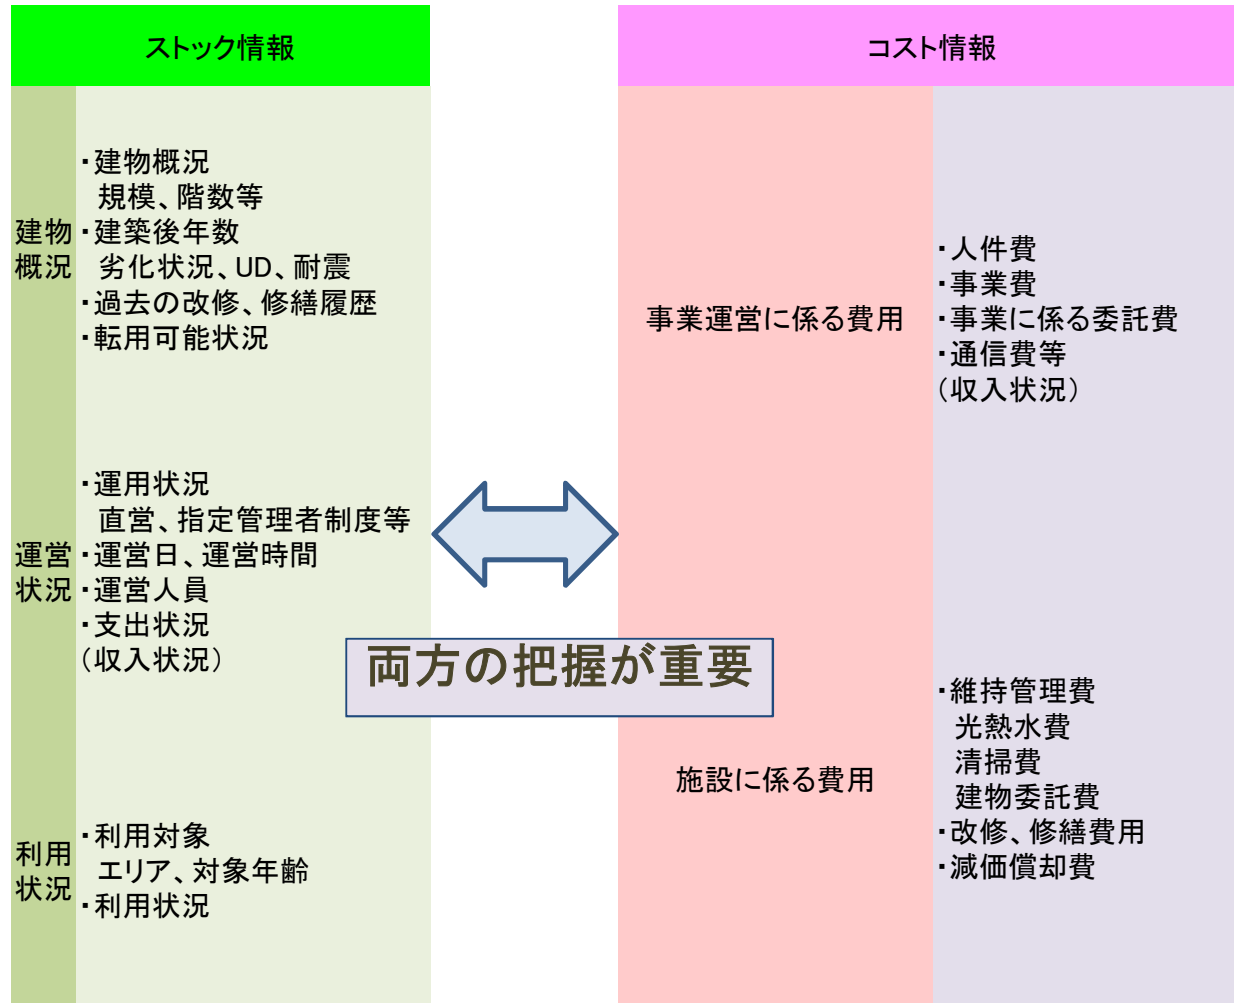 ストック情報
建物
概況
・建物概況
規模、階数等
・建築後年数
劣化状況、UD、耐震
・過去の改修、修繕履歴
・転用可能状況
運営
状況
・運用状況
直営、指定管理者制度等
・運営日、運営時間
・運営人員
・支出状況
（収入状況）
利用
状況
・利用対象
エリア、対象年齢
・利用状況
両方の把握が重要
コスト情報
事業運営に係る費用
・人件費
・事業費
・事業に係る委託費
・通信費等
（収入状況）
施設に係る費用
・維持管理費
光熱水費
清掃費
建物委託費
・改修、修繕費用
・減価償却費